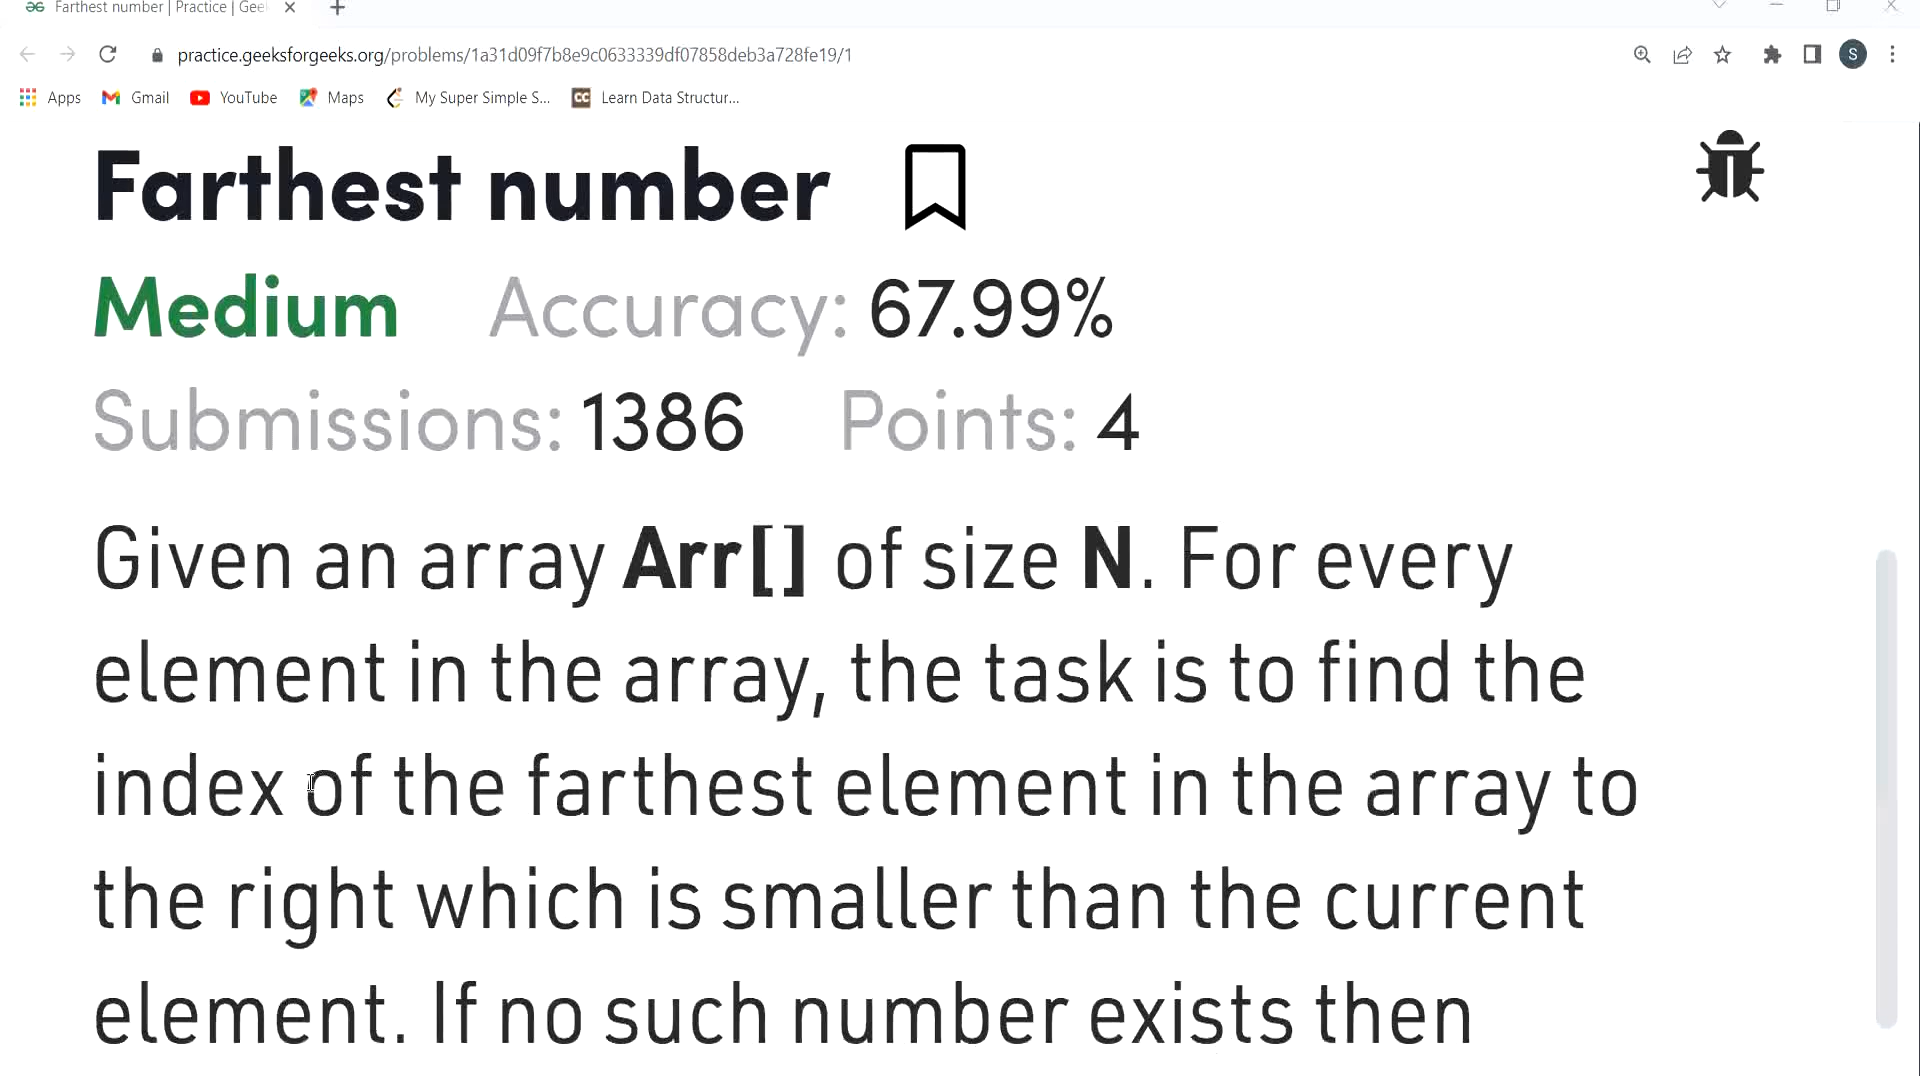 Farthest number | Practice | Geel
practice.geeksforgeeks.org/problems/1a31d09f7b8e9c0633339df07858deb3a728fe19/1
S
Apps Gmail YouTube Maps My Super Simple S... CC Learn Data Structur...
Farthest number
Medium Accuracy: 67.99%
Submissions: 1386 Points: 4
Given an array Arr[] of size N. For every
element in the array, the task is to find the
index of the farthest element in the array to
the right which is smaller than the current
element. If no such number exists then